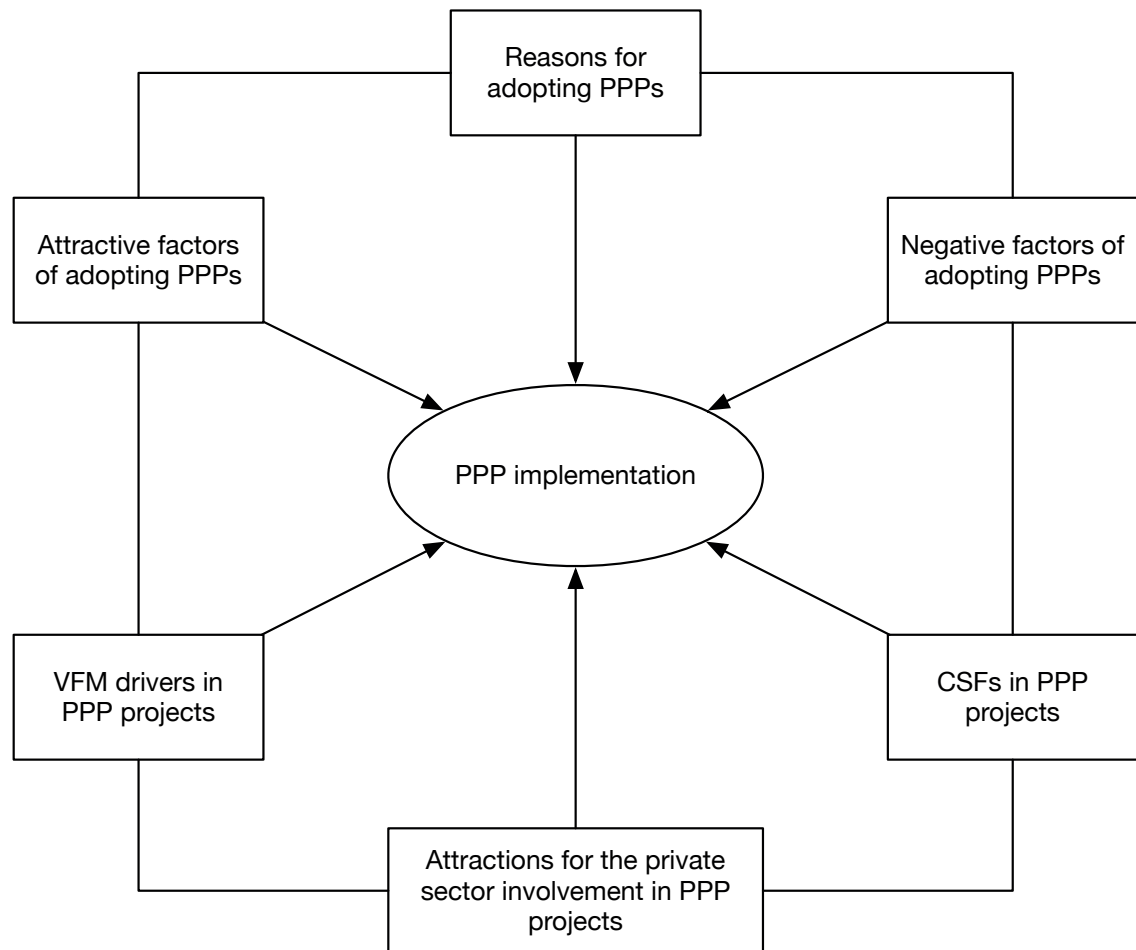 Reasons for
adopting PPPs
Attractive factors
of adopting PPPs
Negative factors of
adopting PPPs
PPP implementation
VFM drivers in
PPP projects
CSFs in PPP
projects
Attractions for the private
sector involvement in PPP
projects